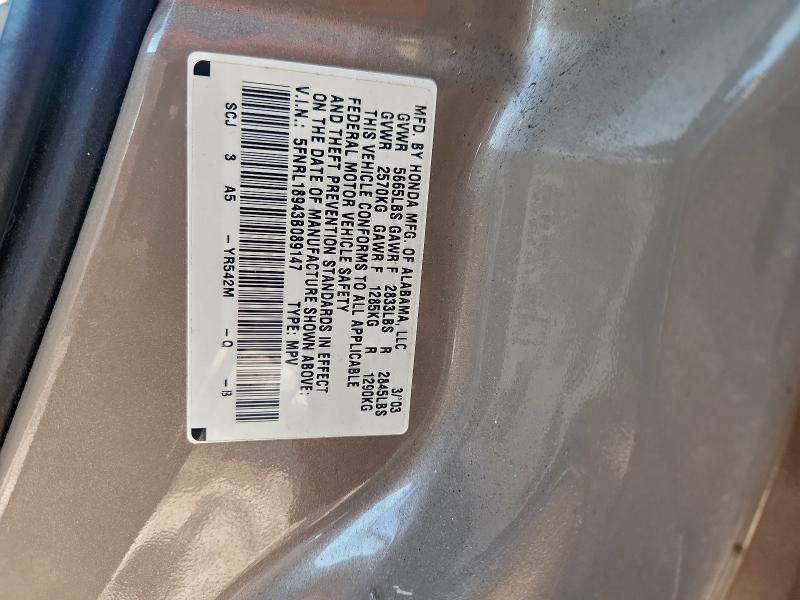 MFD. BY HONDA MFG. OF ALABAMA, LLC 3/'03
GVWR 5665LBS GAWR F 2833LBS R 2845LBS
GVWR 2570KG GAWR F 1285KG R 1290KG
THIS VEHICLE CONFORMS TO ALL APPLICABLE
FEDERAL MOTOR VEHICLE SAFETY
AND THEFT PREVENTION STANDARDS IN EFFECT
ON THE DATE OF MANUFACTURE SHOWN ABOVE:
V.I.N.: 5FNRL18943B089147 TYPE: MPV
SCJ 3 A5 -YR542M -Q -B